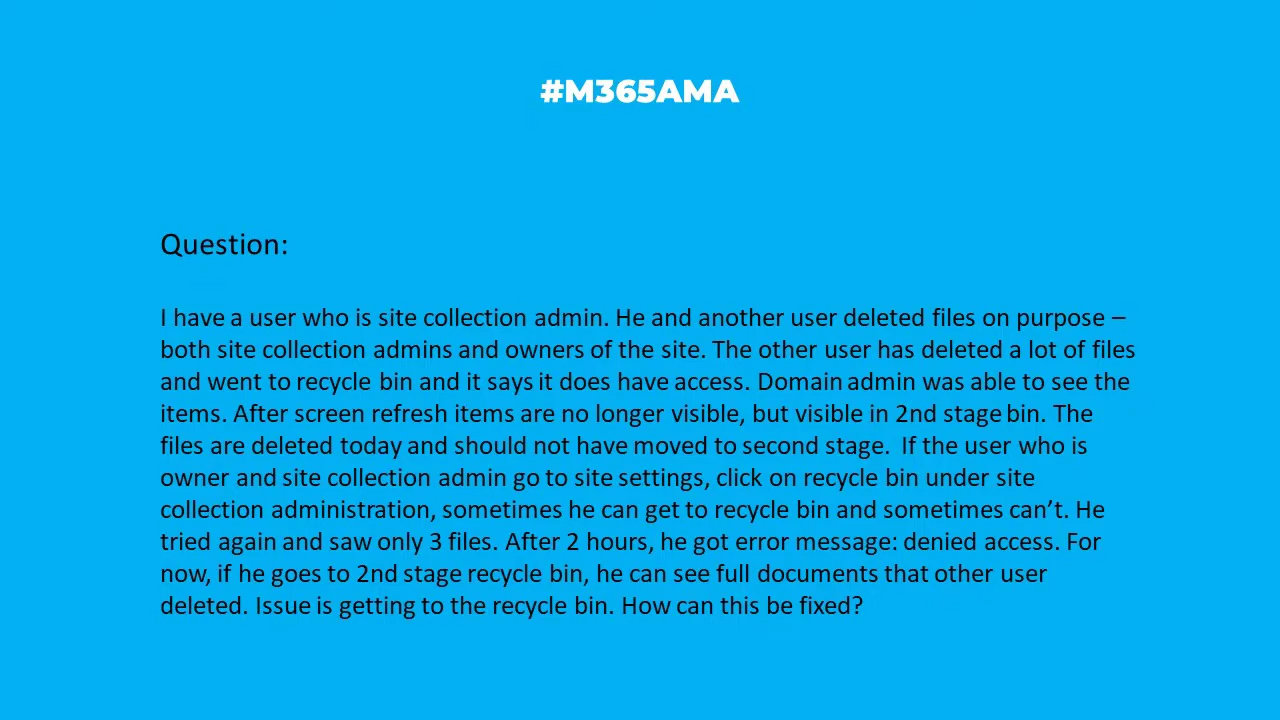 #M365AMA
Question:
I have a user who is site collection admin. He and another user deleted files on purpose –
both site collection admins and owners of the site. The other user has deleted a lot of files
and went to recycle bin and it says it does have access. Domain admin was able to see the
items. After screen refresh items are no longer visible, but visible in 2nd stage bin. The
files are deleted today and should not have moved to second stage.  If the user who is
owner and site collection admin go to site settings, click on recycle bin under site
collection administration, sometimes he can get to recycle bin and sometimes can’t. He
tried again and saw only 3 files. After 2 hours, he got error message: denied access. For
now, if he goes to 2nd stage recycle bin, he can see full documents that other user
deleted. Issue is getting to the recycle bin. How can this be fixed?